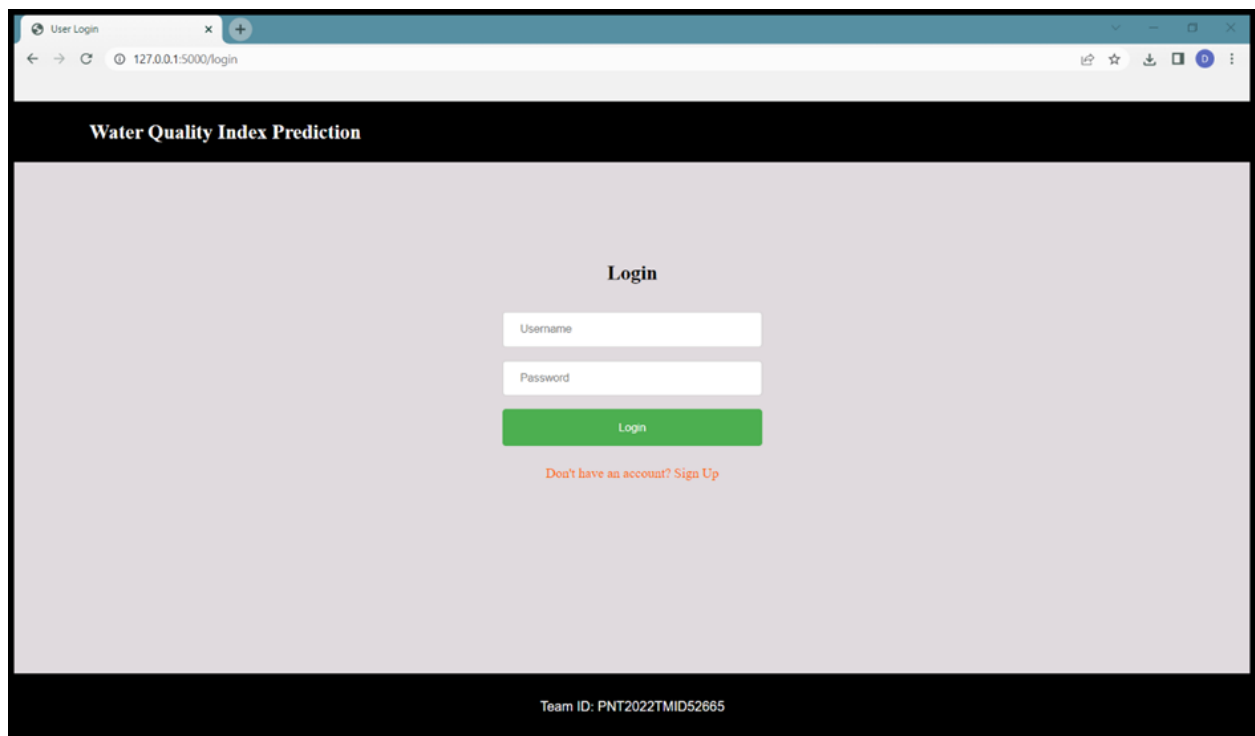 User Login
127.0.0.1:5000/login
D
Water Quality Index Prediction
Login
Username
Password
Login
Don't have an account? Sign Up
Team ID: PNT2022TMID52665